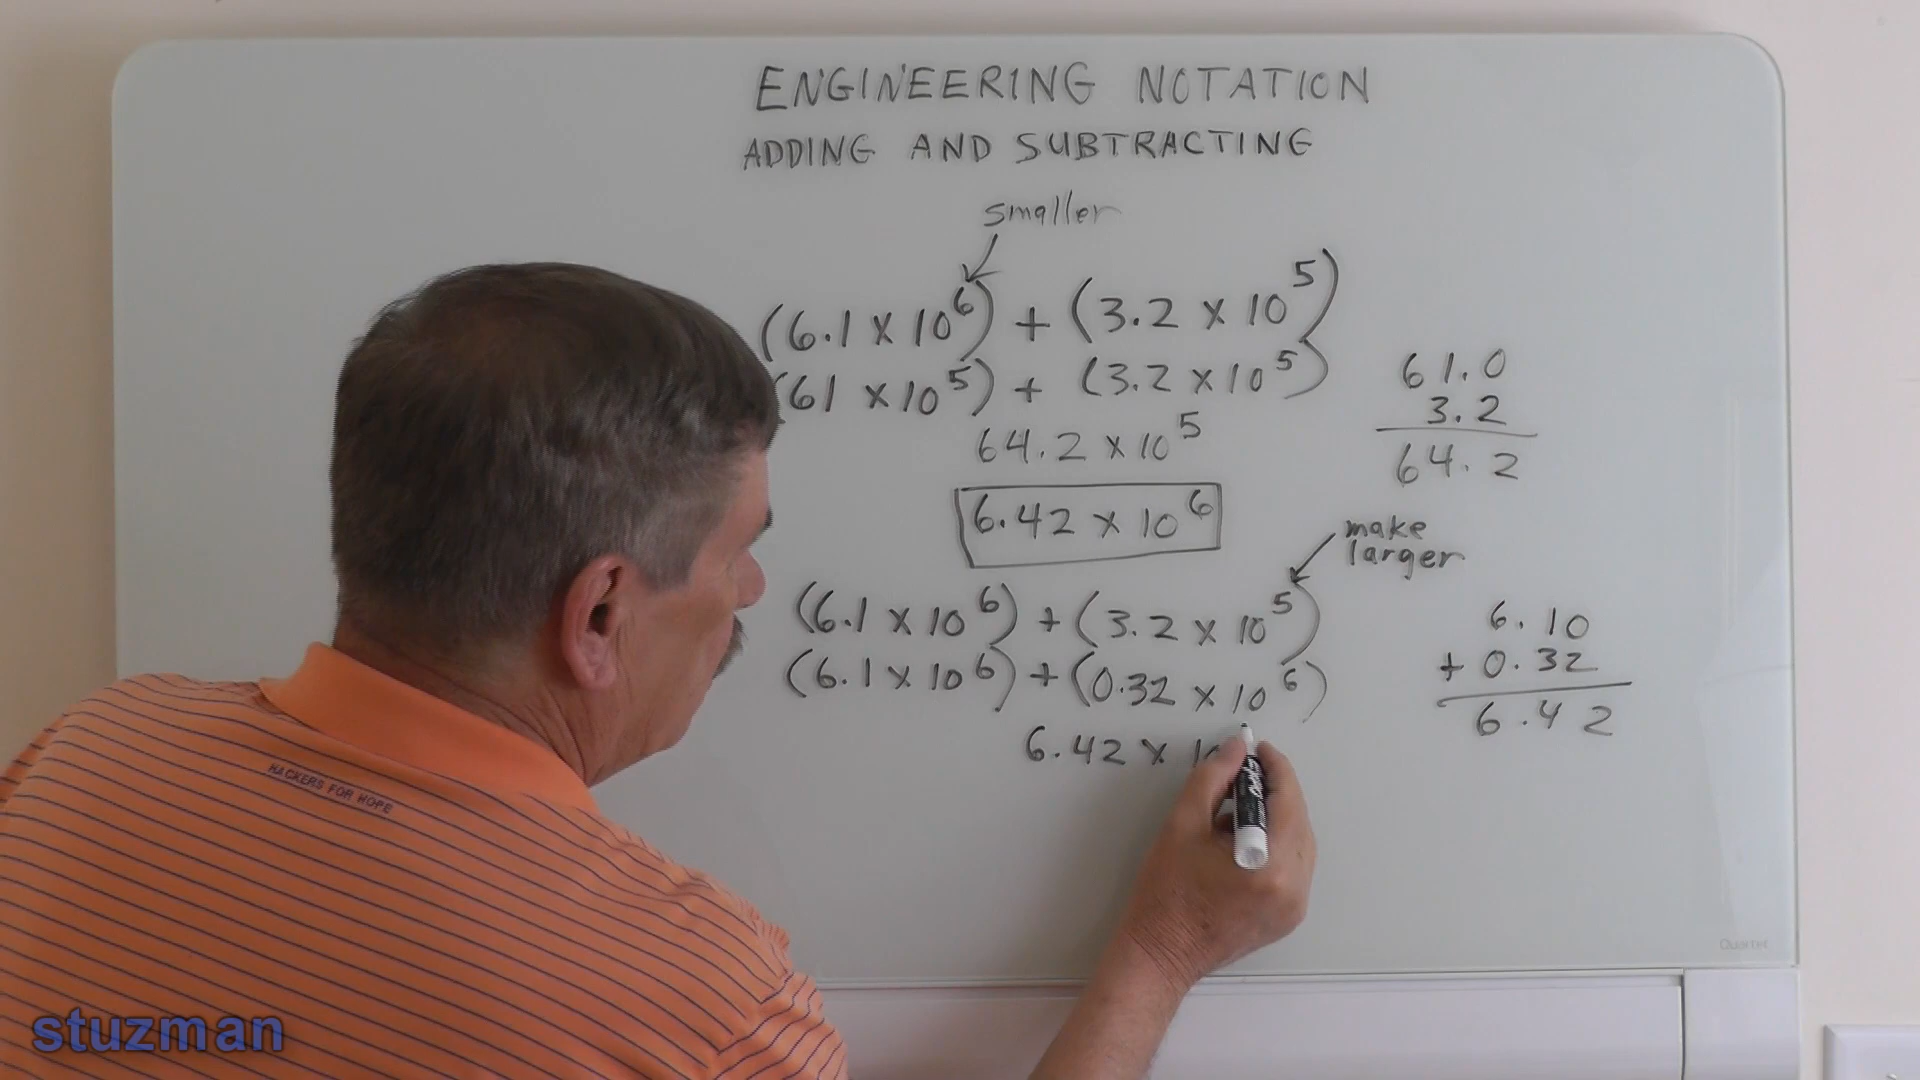 ENGINEERING NOTATION
ADDING AND SUBTRACTING
smaller
(6.1 x 10^6) + (3.2 x 10^5)
(61 x 10^5) + (3.2 x 10^5)
64.2 x 10^5
6.42 x 10^6
61.0
3.2
64.2
make
larger
(6.1 x 10^6) + (3.2 x 10^5)
(6.1 x 10^6) + (0.32 x 10^6)
6.42 x 10
6.10
+ 0.32
6.42
HACKERS FOR HOPE
Quartet
stuzman